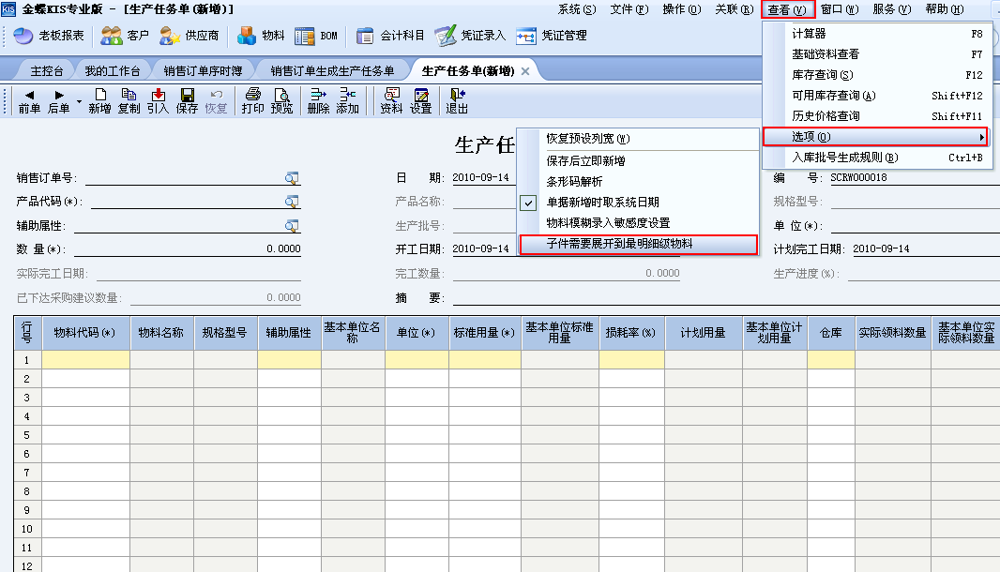 KIS 金蝶KIS专业版 - [生产任务单(新增)]
系统(S) 文件(F) 操作(O) 关联(R) 查看(V) 窗口(W) 服务(Y) 帮助(H)
老板报表 客户 供应商 物料 BOM 会计科目 凭证录入 凭证管理
主控台 我的工作台 销售订单序时簿 销售订单生成生产任务单 生产任务单(新增)
前单 后单 新增 复制 引入 保存 恢复 打印 预览 删除 添加 资料 设置 退出
计算器 F8
基础资料查看 F7
库存查询(S) F12
可用库存查询(A) Shift+F12
历史价格查询 Shift+F11
选项(O)
入库批号生成规则(B) Ctrl+B
恢复预设列宽(W)
保存后立即新增
条形码解析
单据新增时取系统日期
物料模糊录入敏感度设置
子件需要展开到最明细级物料
生产任
销售订单号: 日 期: 2010-09-14 编 号: SCRW000018
产品代码(*): 产品名称: 规格型号:
辅助属性: 生产批号: 单 位(*):
数 量(*): 0.0000 开工日期: 2010-09-14 计划完工日期: 2010-09-14
实际完工日期: 完工数量: 0.0000 生产进度(%):
已下达采购建议数量: 0.0000 摘 要:
行号 物料代码(*) 物料名称 规格型号 辅助属性 基本单位名称 单位(*) 标准用量(*) 基本单位标准用量 损耗率(%) 计划用量 基本单位计划用量 仓库 实际领料数量 基本单位实际领料数量
1
2
3
4
5
6
7
8
9
10
11
12